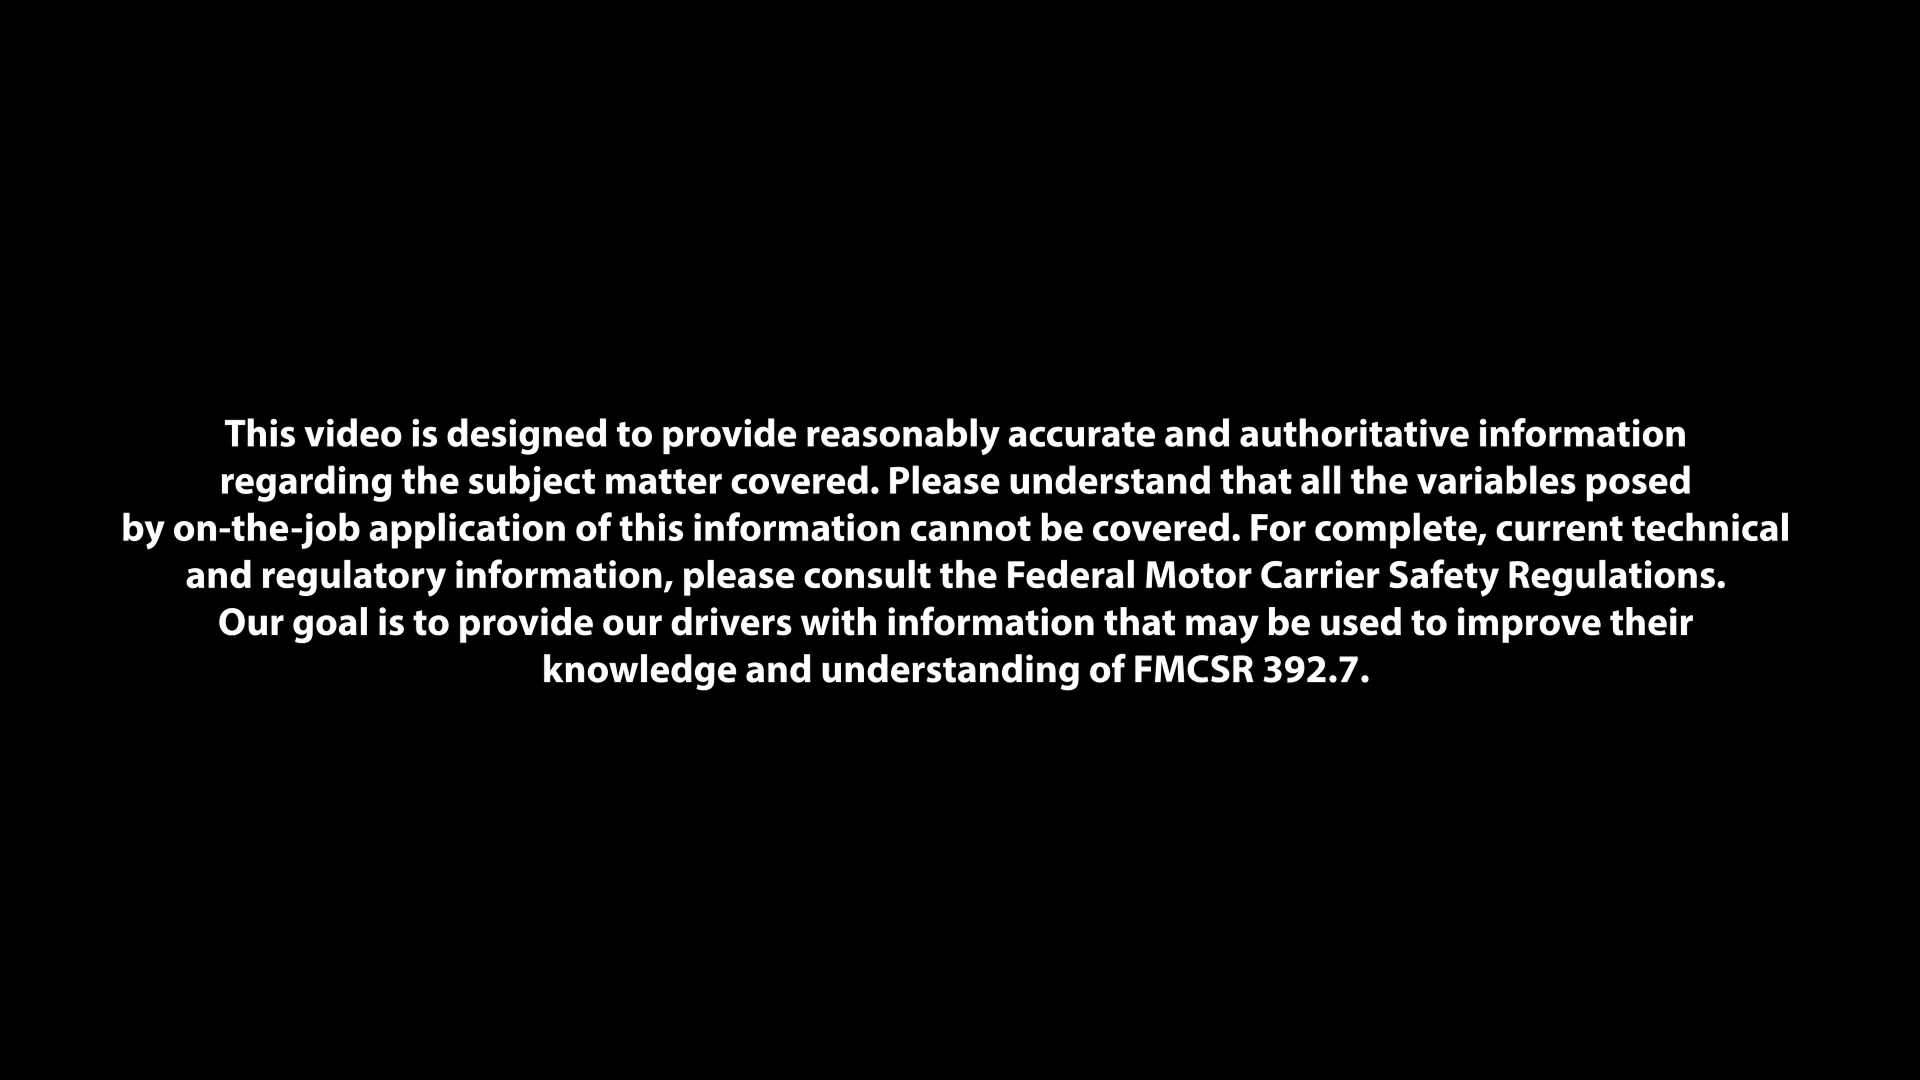 This video is designed to provide reasonably accurate and authoritative information
regarding the subject matter covered. Please understand that all the variables posed
by on-the-job application of this information cannot be covered. For complete, current technical
and regulatory information, please consult the Federal Motor Carrier Safety Regulations.
Our goal is to provide our drivers with information that may be used to improve their
knowledge and understanding of FMCSR 392.7.